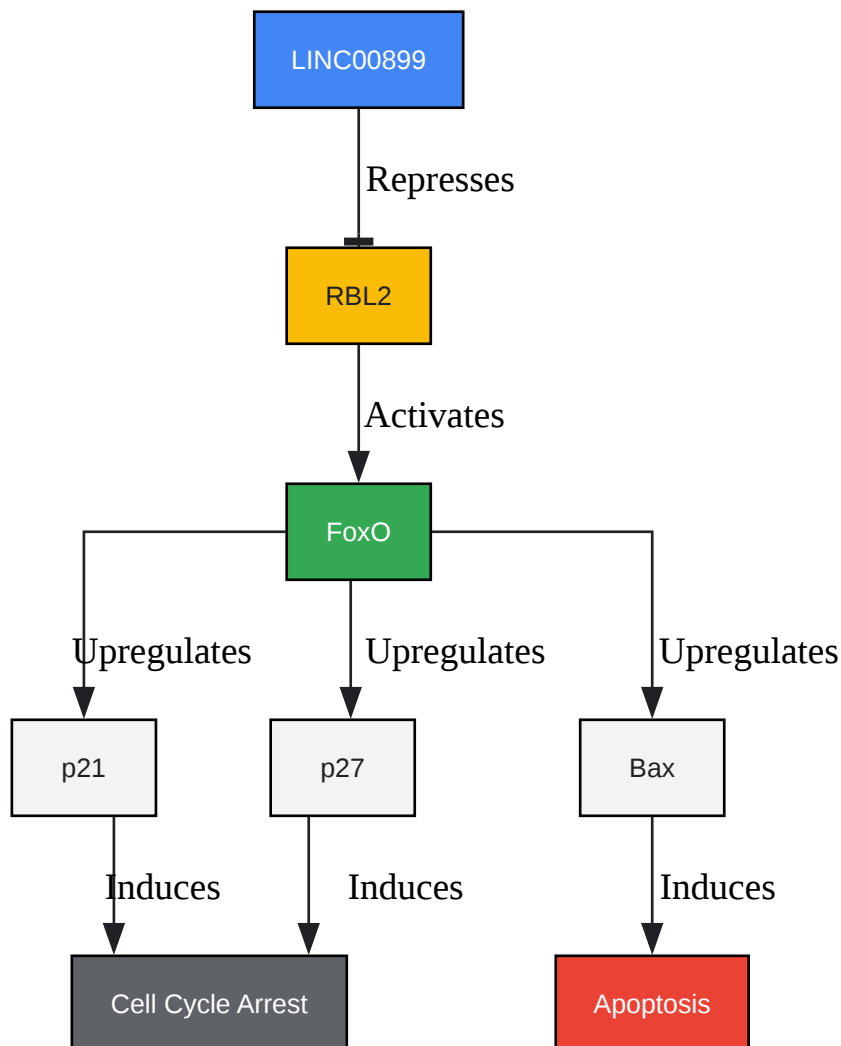 LINC00899
Represses
RBL2
Activates
FoxO
Upregulates
Upregulates
Upregulates
p21
p27
Bax
Induces
Induces
Induces
Cell Cycle Arrest
Apoptosis